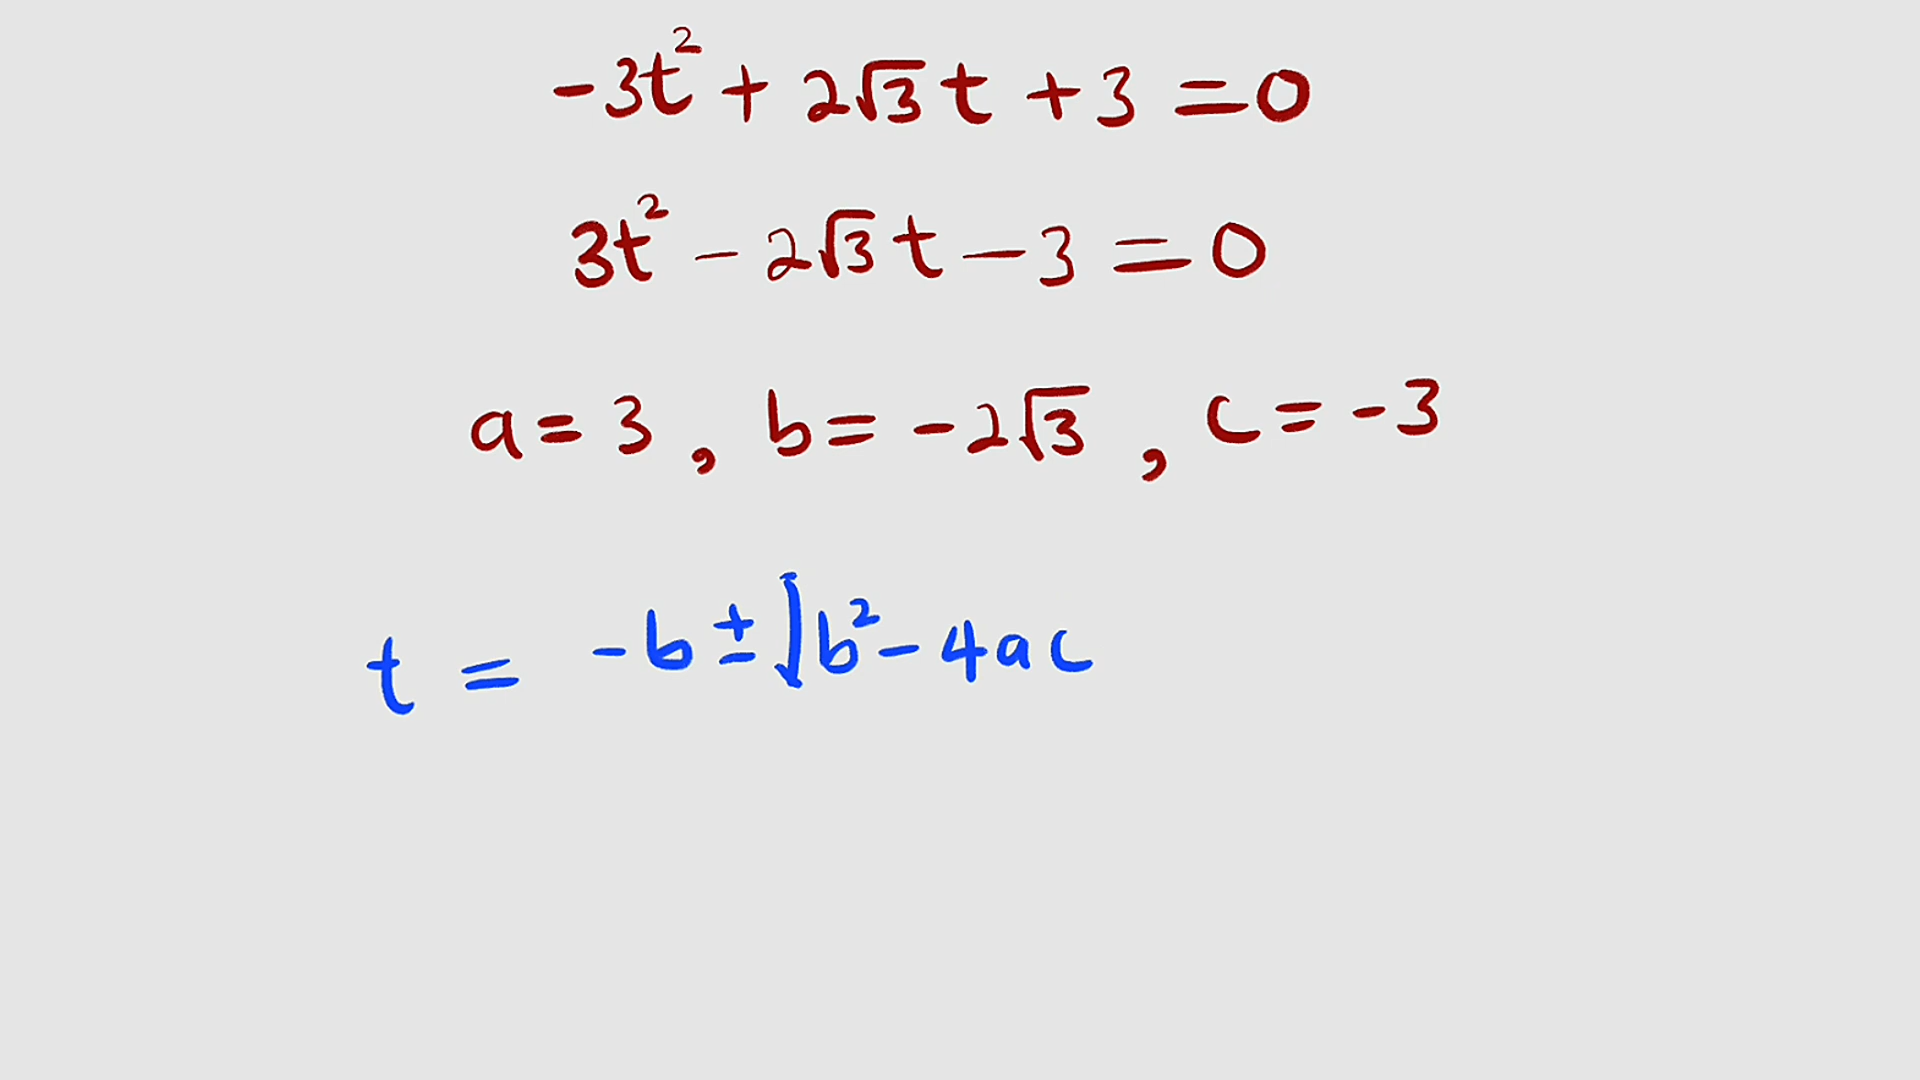 -3t² + 2√3 t + 3 = 0
3t² - 2√3 t - 3 = 0
a = 3 , b = -2√3 , c = -3
t = -b ± √b² - 4ac